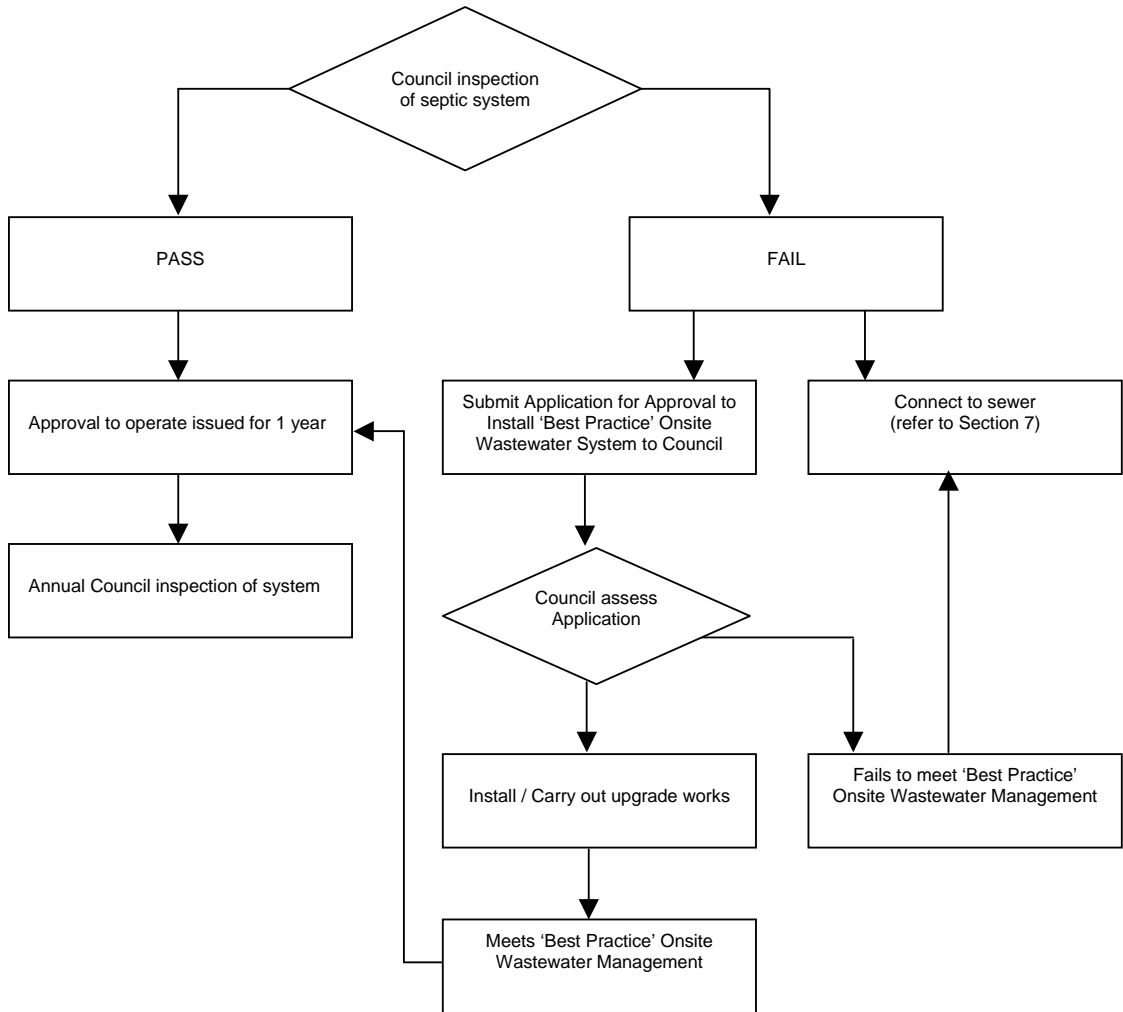 Council inspection
of septic system
PASS
FAIL
Approval to operate issued for 1 year
Submit Application for Approval to
Install ‘Best Practice’ Onsite
Wastewater System to Council
Connect to sewer
(refer to Section 7)
Annual Council inspection of system
Council assess
Application
Install / Carry out upgrade works
Fails to meet ‘Best Practice’
Onsite Wastewater Management
Meets ‘Best Practice’ Onsite
Wastewater Management